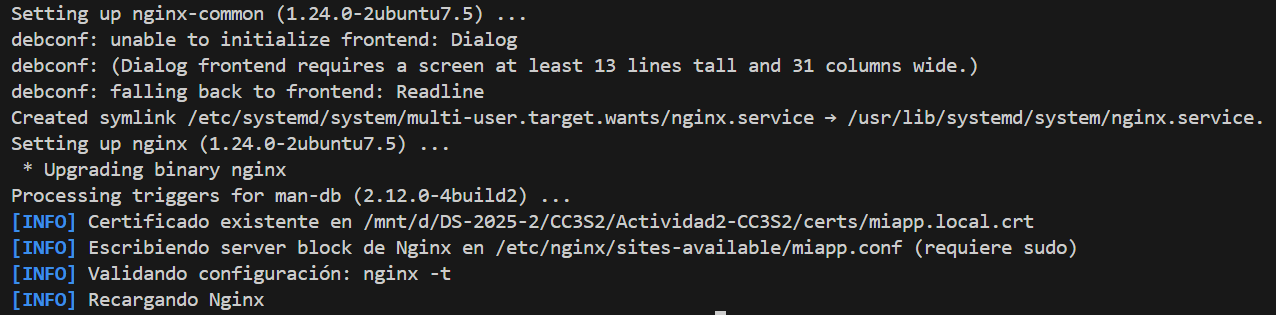 Setting up nginx-common (1.24.0-2ubuntu7.5) ...
debconf: unable to initialize frontend: Dialog
debconf: (Dialog frontend requires a screen at least 13 lines tall and 31 columns wide.)
debconf: falling back to frontend: Readline
Created symlink /etc/systemd/system/multi-user.target.wants/nginx.service → /usr/lib/systemd/system/nginx.service.
Setting up nginx (1.24.0-2ubuntu7.5) ...
 * Upgrading binary nginx
Processing triggers for man-db (2.12.0-4build2) ...
[INFO] Certificado existente en /mnt/d/DS-2025-2/CC3S2/Actividad2-CC3S2/certs/miapp.local.crt
[INFO] Escribiendo server block de Nginx en /etc/nginx/sites-available/miapp.conf (requiere sudo)
[INFO] Validando configuración: nginx -t
[INFO] Recargando Nginx